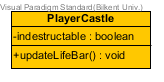 Visual Paradigm Standard(Bilkent Univ.)
PlayerCastle
-indestructable : boolean
+updateLifeBar() : void